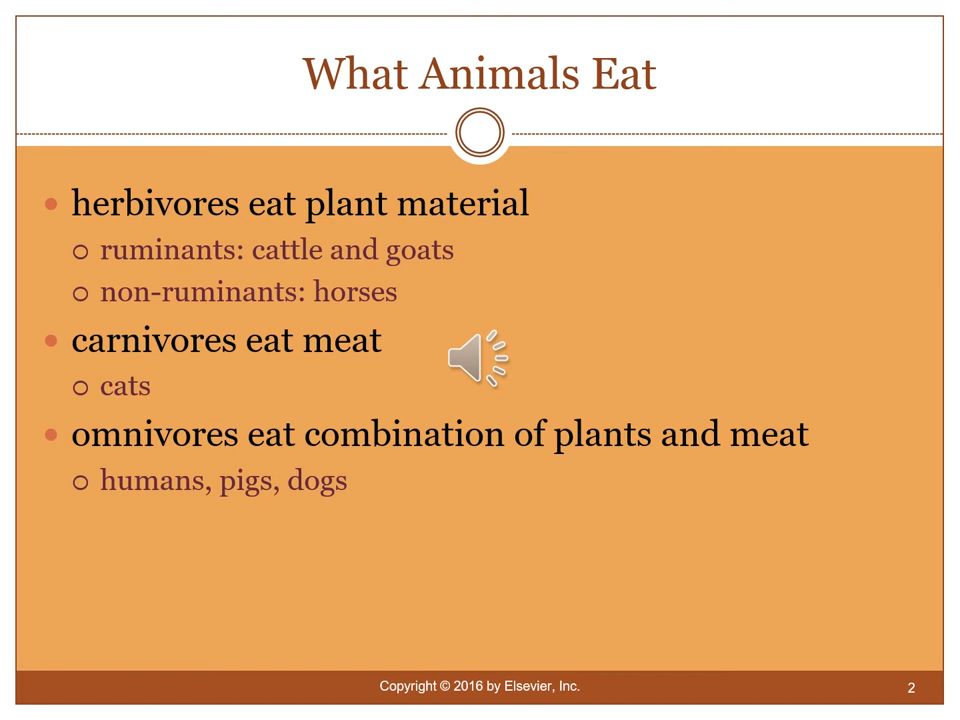 What Animals Eat
herbivores eat plant material
ruminants: cattle and goats
non-ruminants: horses
carnivores eat meat
cats
omnivores eat combination of plants and meat
humans, pigs, dogs
Copyright © 2016 by Elsevier, Inc.
2